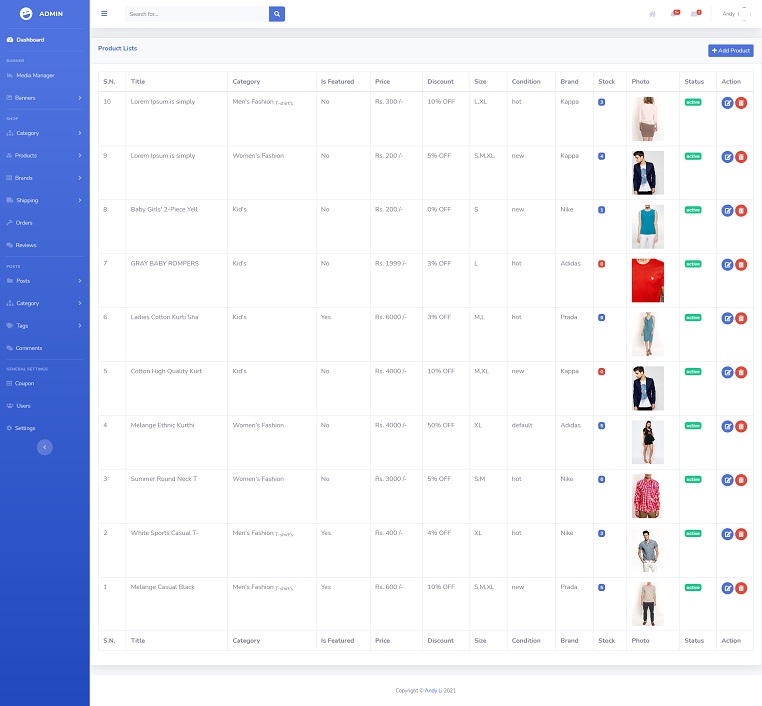 ADMIN
Search for...
Andy
Dashboard
BANNER
Media Manager
Banners
SHOP
Category
Products
Brands
Shipping
Orders
Reviews
POSTS
Posts
Category
Tags
Comments
GENERAL SETTINGS
Coupon
Users
Settings
Product Lists
+ Add Product
S.N. Title Category Is Featured Price Discount Size Condition Brand Stock Photo Status Action
10 Lorem Ipsum is simply Men's Fashion T-shirt's No Rs. 300 /- 10% OFF L,XL hot Kappa active
9 Lorem Ipsum is simply Women's Fashion No Rs. 200 /- 5% OFF S,M,XL new Kappa 4 active
8 Baby Girls' 2-Piece Yell Kid's No Rs. 200 /- 0% OFF S new Nike active
7 GRAY BABY ROMPERS Kid's No Rs. 1999 /- 3% OFF L hot Adidas active
6 Ladies Cotton Kurti Sha Kid's Yes Rs. 6000 /- 3% OFF M,L hot Prada active
5 Cotton High Quality Kurt Kid's No Rs. 4000 /- 10% OFF M,XL new Kappa active
4 Melange Ethnic Kurthi Women's Fashion No Rs. 4000 /- 50% OFF XL default Adidas active
3 Summer Round Neck T Women's Fashion No Rs. 3000 /- 5% OFF S,M hot Nike active
2 White Sports Casual T- Men's Fashion T-shirt's Yes Rs. 400 /- 4% OFF XL hot Nike active
1 Melange Casual Black Men's Fashion T-shirt's Yes Rs. 600 /- 10% OFF S,M,XL new Prada active
S.N. Title Category Is Featured Price Discount Size Condition Brand Stock Photo Status Action
Copyright © Andy Li 2021